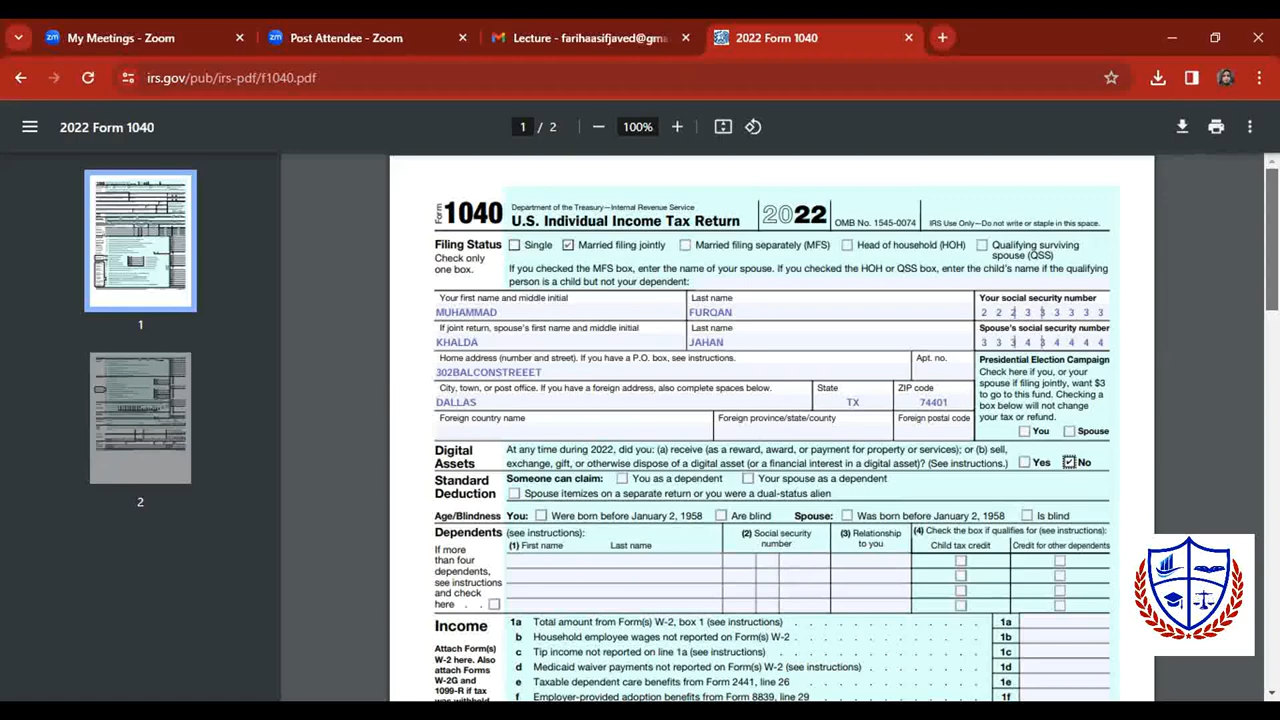 My Meetings - Zoom
Post Attendee - Zoom
Lecture - farihaasifjaved@gma
2022 Form 1040
irs.gov/pub/irs-pdf/f1040.pdf
2022 Form 1040
1 / 2
100%
1
2
Form 1040
Department of the Treasury—Internal Revenue Service
U.S. Individual Income Tax Return
2022
OMB No. 1545-0074
IRS Use Only—Do not write or staple in this space.
Filing Status
Check only
one box.
Single
Married filing jointly
Married filing separately (MFS)
Head of household (HOH)
Qualifying surviving
spouse (QSS)
If you checked the MFS box, enter the name of your spouse. If you checked the HOH or QSS box, enter the child's name if the qualifying
person is a child but not your dependent:
Your first name and middle initial
MUHAMMAD
Last name
FURQAN
Your social security number
2 2 2 3 3 3 3 3 3
If joint return, spouse's first name and middle initial
KHALDA
Last name
JAHAN
Spouse's social security number
3 3 3 4 3 4 4 4 4
Home address (number and street). If you have a P.O. box, see instructions.
302BALCONSTREEET
Apt. no.
City, town, or post office. If you have a foreign address, also complete spaces below.
DALLAS
State
TX
ZIP code
74401
Foreign country name
Foreign province/state/county
Foreign postal code
Presidential Election Campaign
Check here if you, or your
spouse if filing jointly, want $3
to go to this fund. Checking a
box below will not change
your tax or refund.
You
Spouse
Digital
Assets
At any time during 2022, did you: (a) receive (as a reward, award, or payment for property or services); or (b) sell,
exchange, gift, or otherwise dispose of a digital asset (or a financial interest in a digital asset)? (See instructions.)
Yes
No
Standard
Deduction
Someone can claim:
You as a dependent
Your spouse as a dependent
Spouse itemizes on a separate return or you were a dual-status alien
Age/Blindness
You:
Were born before January 2, 1958
Are blind
Spouse:
Was born before January 2, 1958
Is blind
Dependents
If more
than four
dependents,
see instructions
and check
here . .
(see instructions):
(1) First name
Last name
(2) Social security
number
(3) Relationship
to you
(4) Check the box if qualifies for (see instructions):
Child tax credit
Credit for other dependents
Income
Attach Form(s)
W-2 here. Also
attach Forms
W-2G and
1099-R if tax
was withheld
1a Total amount from Form(s) W-2, box 1 (see instructions) 1a
b Household employee wages not reported on Form(s) W-2 1b
c Tip income not reported on line 1a (see instructions) 1c
d Medicaid waiver payments not reported on Form(s) W-2 (see instructions) 1d
e Taxable dependent care benefits from Form 2441, line 26 1e
f Employer-provided adoption benefits from Form 8839, line 29 1f